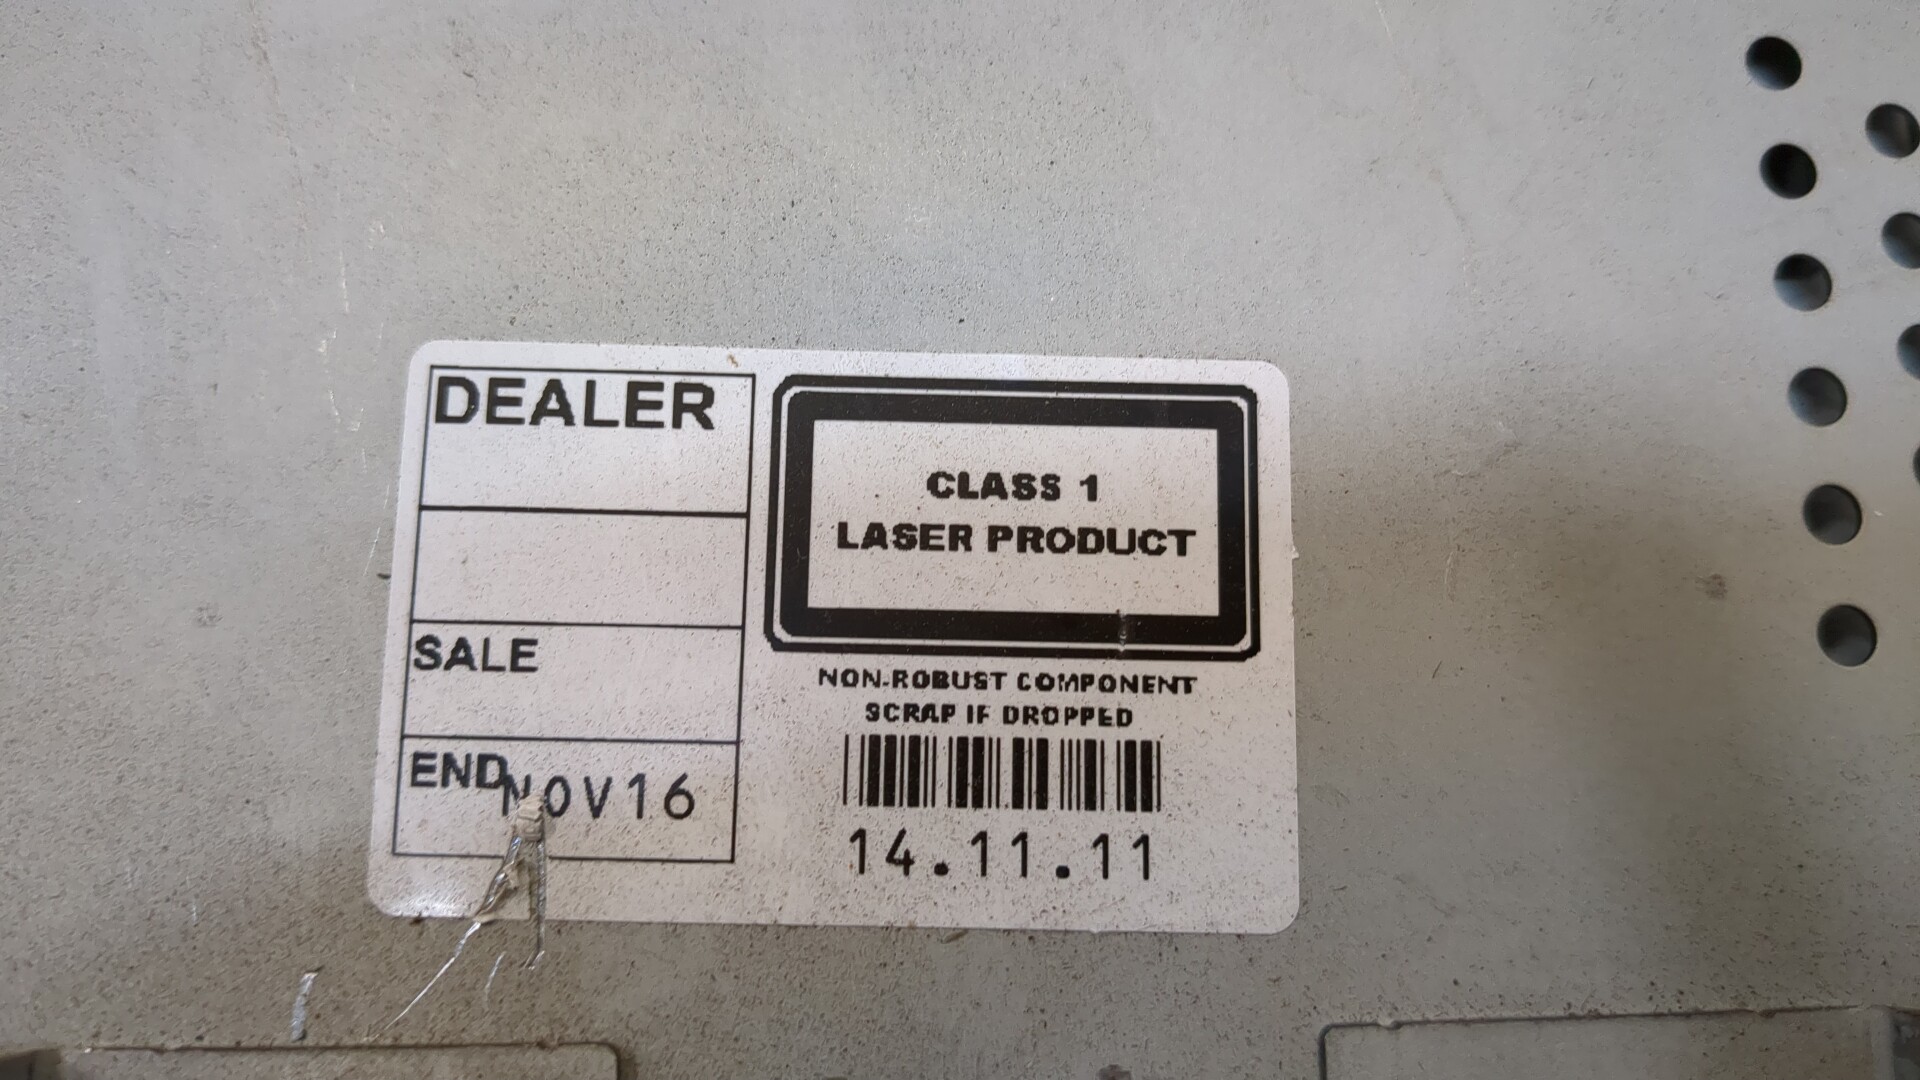 DEALER
SALE
END NOV16
CLASS 1
LASER PRODUCT
NON-ROBUST COMPONENT
SCRAP IF DROPPED
14.11.11